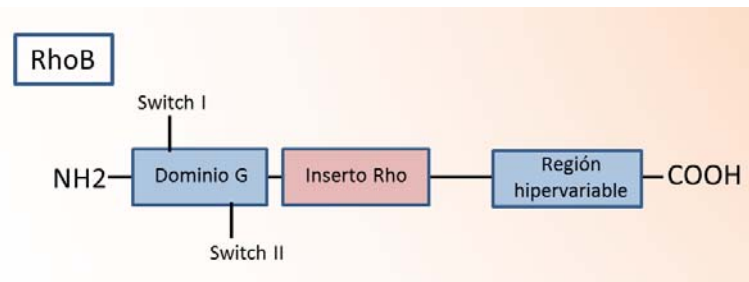 RhoB
Switch I
NH2
Dominio G
Inserto Rho
Región
hipervariable
COOH
Switch II